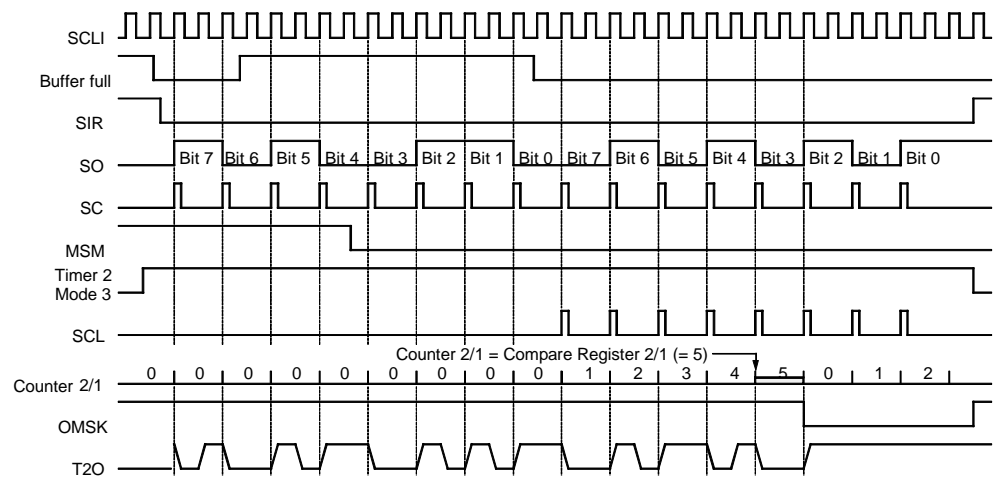 SCLI
Buffer full
SIR
SO Bit 7 Bit 6 Bit 5 Bit 4 Bit 3 Bit 2 Bit 1 Bit 0 Bit 7 Bit 6 Bit 5 Bit 4 Bit 3 Bit 2 Bit 1 Bit 0
SC
MSM
Timer 2
Mode 3
SCL
Counter 2/1 = Compare Register 2/1 (= 5)
Counter 2/1 0 0 0 0 0 0 0 0 0 1 2 3 4 5 0 1 2
OMSK
T2O